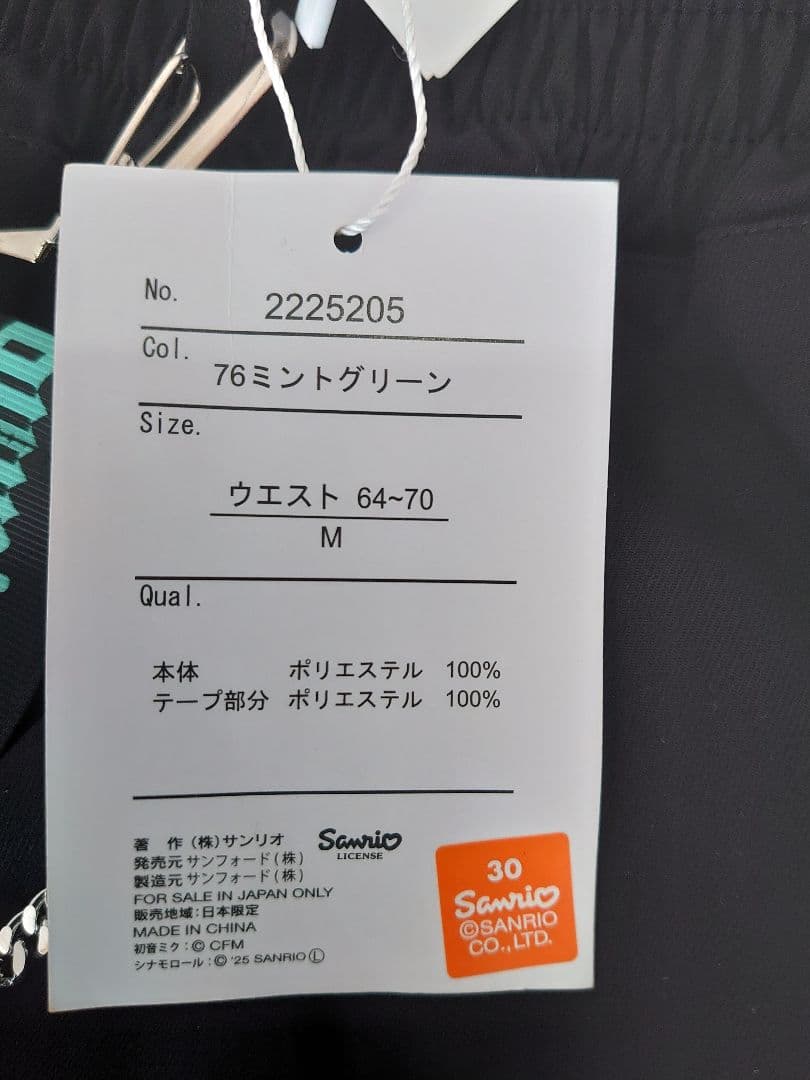 No.
2225205
Col.
76ミントグリーン
Size.
ウエスト 64~70
M
Qual.
本体 ポリエステル 100%
テープ部分 ポリエステル 100%
著 作 (株)サンリオ
Sanrio
LICENSE
発売元 サンフォード(株)
製造元 サンフォード(株)
FOR SALE IN JAPAN ONLY
販売地域:日本限定
MADE IN CHINA
初音ミク:© CFM
シナモロール:© '25 SANRIO Ⓛ
30
Sanrio
©SANRIO
CO.,LTD.